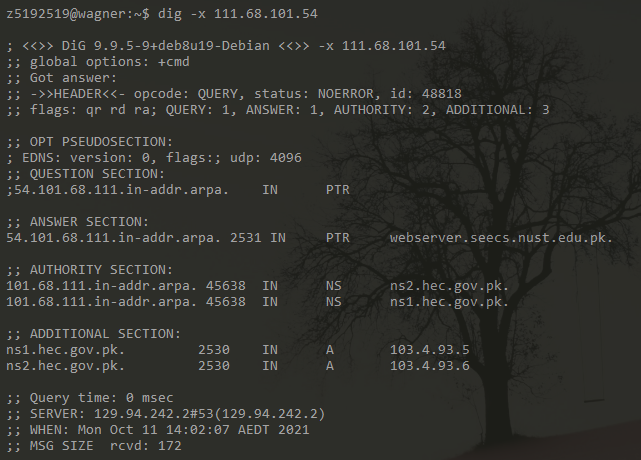 z5192519@wagner:~$ dig -x 111.68.101.54
; <<>> DiG 9.9.5-9+deb8u19-Debian <<>> -x 111.68.101.54
;; global options: +cmd
;; Got answer:
;; ->>HEADER<<- opcode: QUERY, status: NOERROR, id: 48818
;; flags: qr rd ra; QUERY: 1, ANSWER: 1, AUTHORITY: 2, ADDITIONAL: 3
;; OPT PSEUDOSECTION:
; EDNS: version: 0, flags:; udp: 4096
;; QUESTION SECTION:
;54.101.68.111.in-addr.arpa. IN PTR
;; ANSWER SECTION:
54.101.68.111.in-addr.arpa. 2531 IN PTR webserver.seecs.nust.edu.pk.
;; AUTHORITY SECTION:
101.68.111.in-addr.arpa. 45638 IN NS ns2.hec.gov.pk.
101.68.111.in-addr.arpa. 45638 IN NS ns1.hec.gov.pk.
;; ADDITIONAL SECTION:
ns1.hec.gov.pk. 2530 IN A 103.4.93.5
ns2.hec.gov.pk. 2530 IN A 103.4.93.6
;; Query time: 0 msec
;; SERVER: 129.94.242.2#53(129.94.242.2)
;; WHEN: Mon Oct 11 14:02:07 AEDT 2021
;; MSG SIZE rcvd: 172